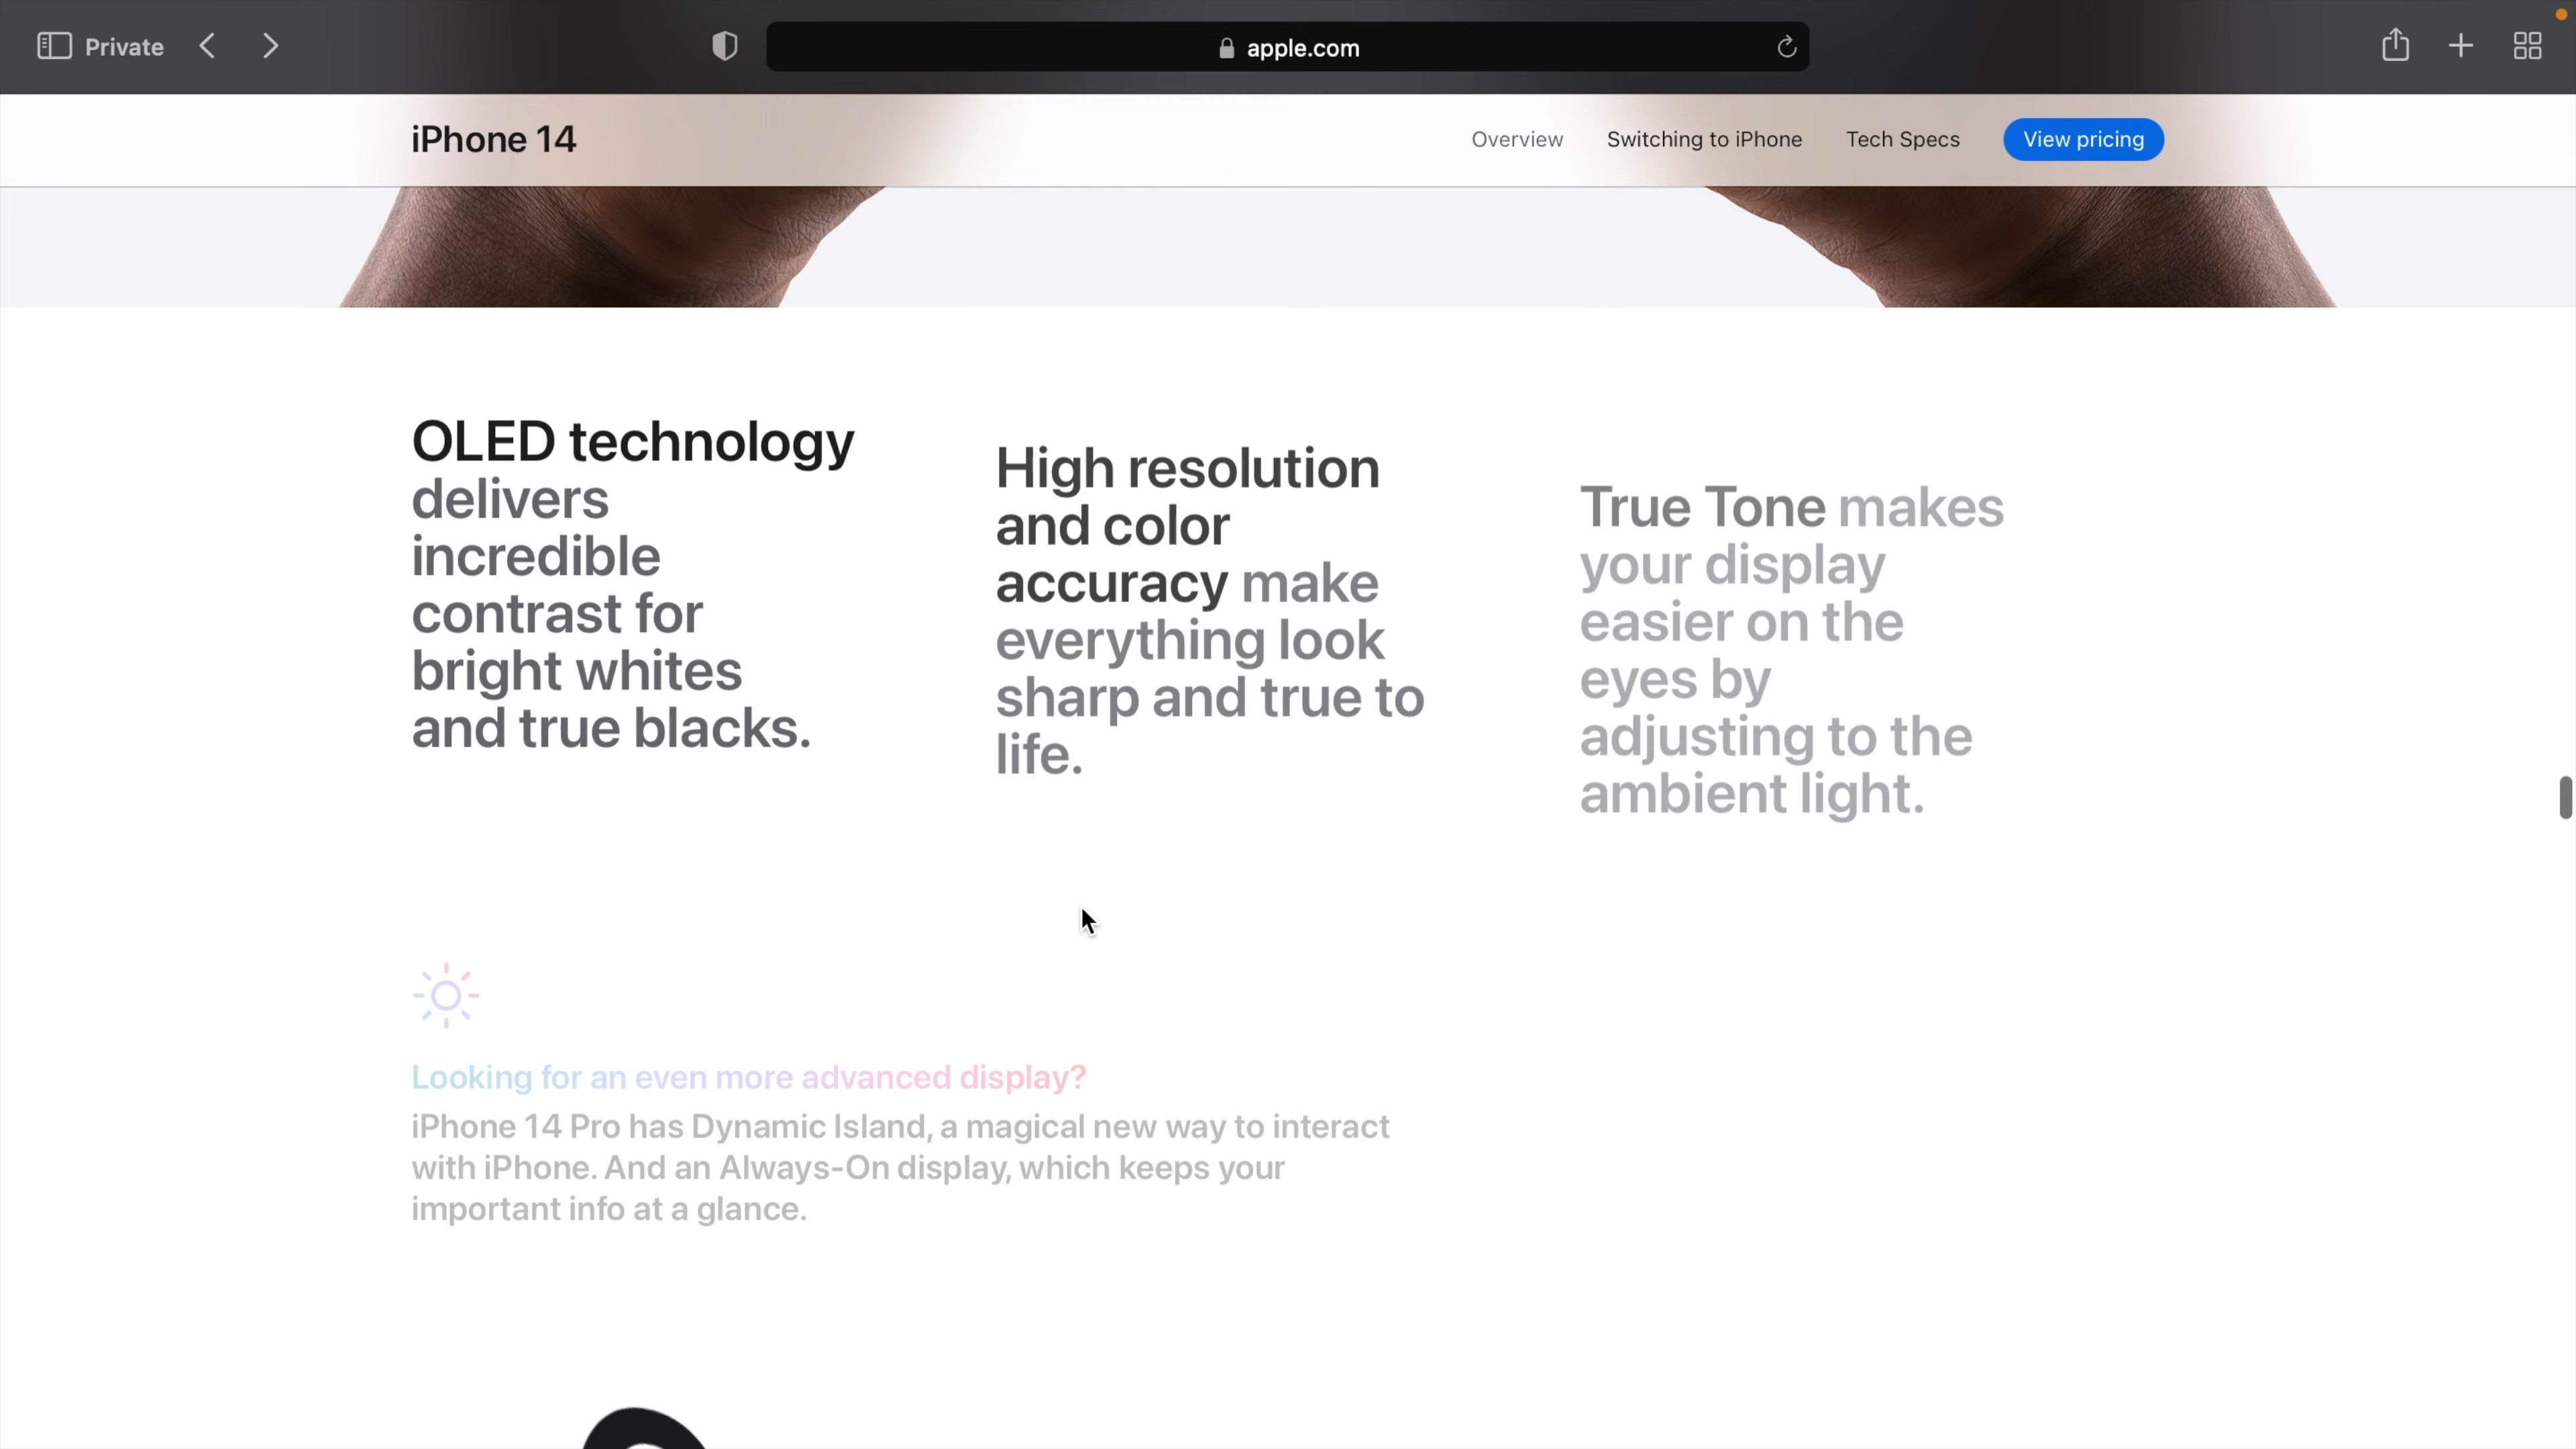 Private
apple.com
iPhone 14
Overview
Switching to iPhone
Tech Specs
View pricing
OLED technology
delivers
incredible
contrast for
bright whites
and true blacks.
High resolution
and color
accuracy make
everything look
sharp and true to
life.
True Tone makes
your display
easier on the
eyes by
adjusting to the
ambient light.
Looking for an even more advanced display?
iPhone 14 Pro has Dynamic Island, a magical new way to interact
with iPhone. And an Always-On display, which keeps your
important info at a glance.